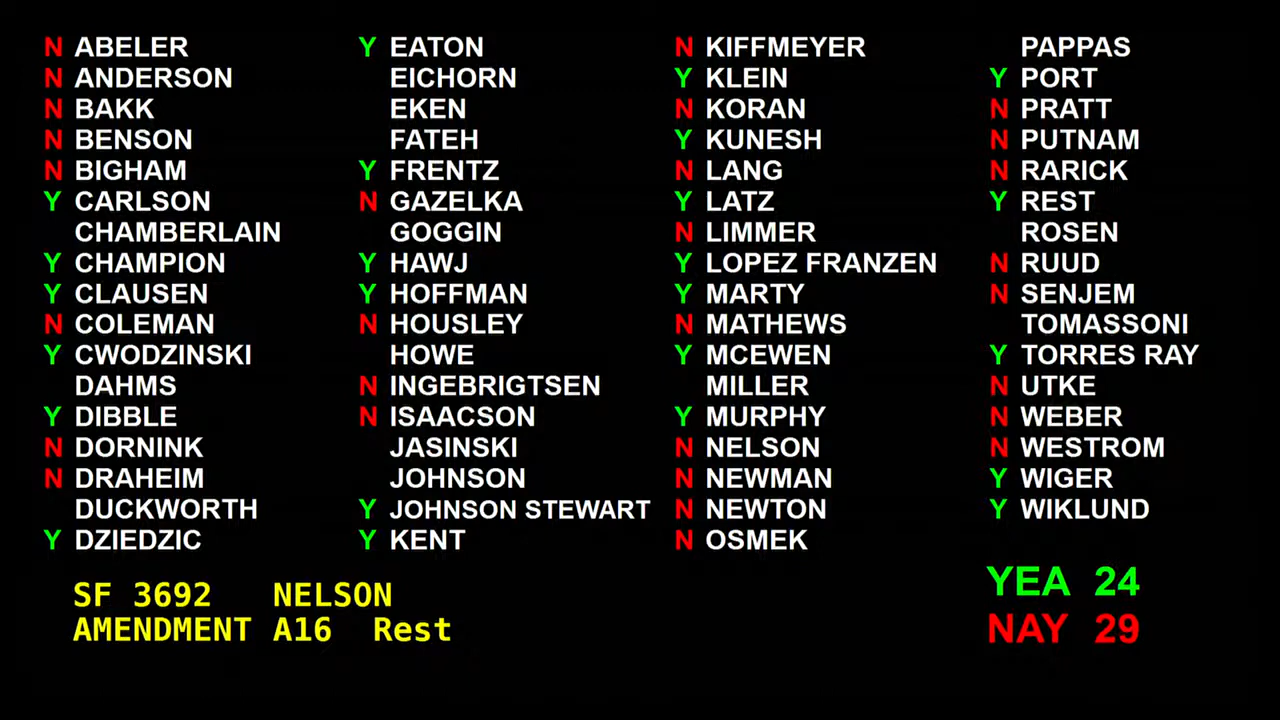 N ABELER
N ANDERSON
N BAKK
N BENSON
N BIGHAM
Y CARLSON
CHAMBERLAIN
Y CHAMPION
Y CLAUSEN
N COLEMAN
Y CWODZINSKI
DAHMS
Y DIBBLE
N DORNINK
N DRAHEIM
DUCKWORTH
Y DZIEDZIC
Y EATON
EICHORN
EKEN
FATEH
Y FRENTZ
N GAZELKA
GOGGIN
Y HAWJ
Y HOFFMAN
N HOUSLEY
HOWE
N INGEBRIGTSEN
N ISAACSON
JASINSKI
JOHNSON
Y JOHNSON STEWART
Y KENT
N KIFFMEYER
Y KLEIN
N KORAN
Y KUNESH
N LANG
Y LATZ
N LIMMER
Y LOPEZ FRANZEN
Y MARTY
N MATHEWS
Y MCEWEN
MILLER
Y MURPHY
N NELSON
N NEWMAN
N NEWTON
N OSMEK
PAPPAS
Y PORT
N PRATT
N PUTNAM
N RARICK
Y REST
ROSEN
N RUUD
N SENJEM
TOMASSONI
Y TORRES RAY
N UTKE
N WEBER
N WESTROM
Y WIGER
Y WIKLUND
SF 3692 NELSON
AMENDMENT A16 Rest
YEA 24
NAY 29